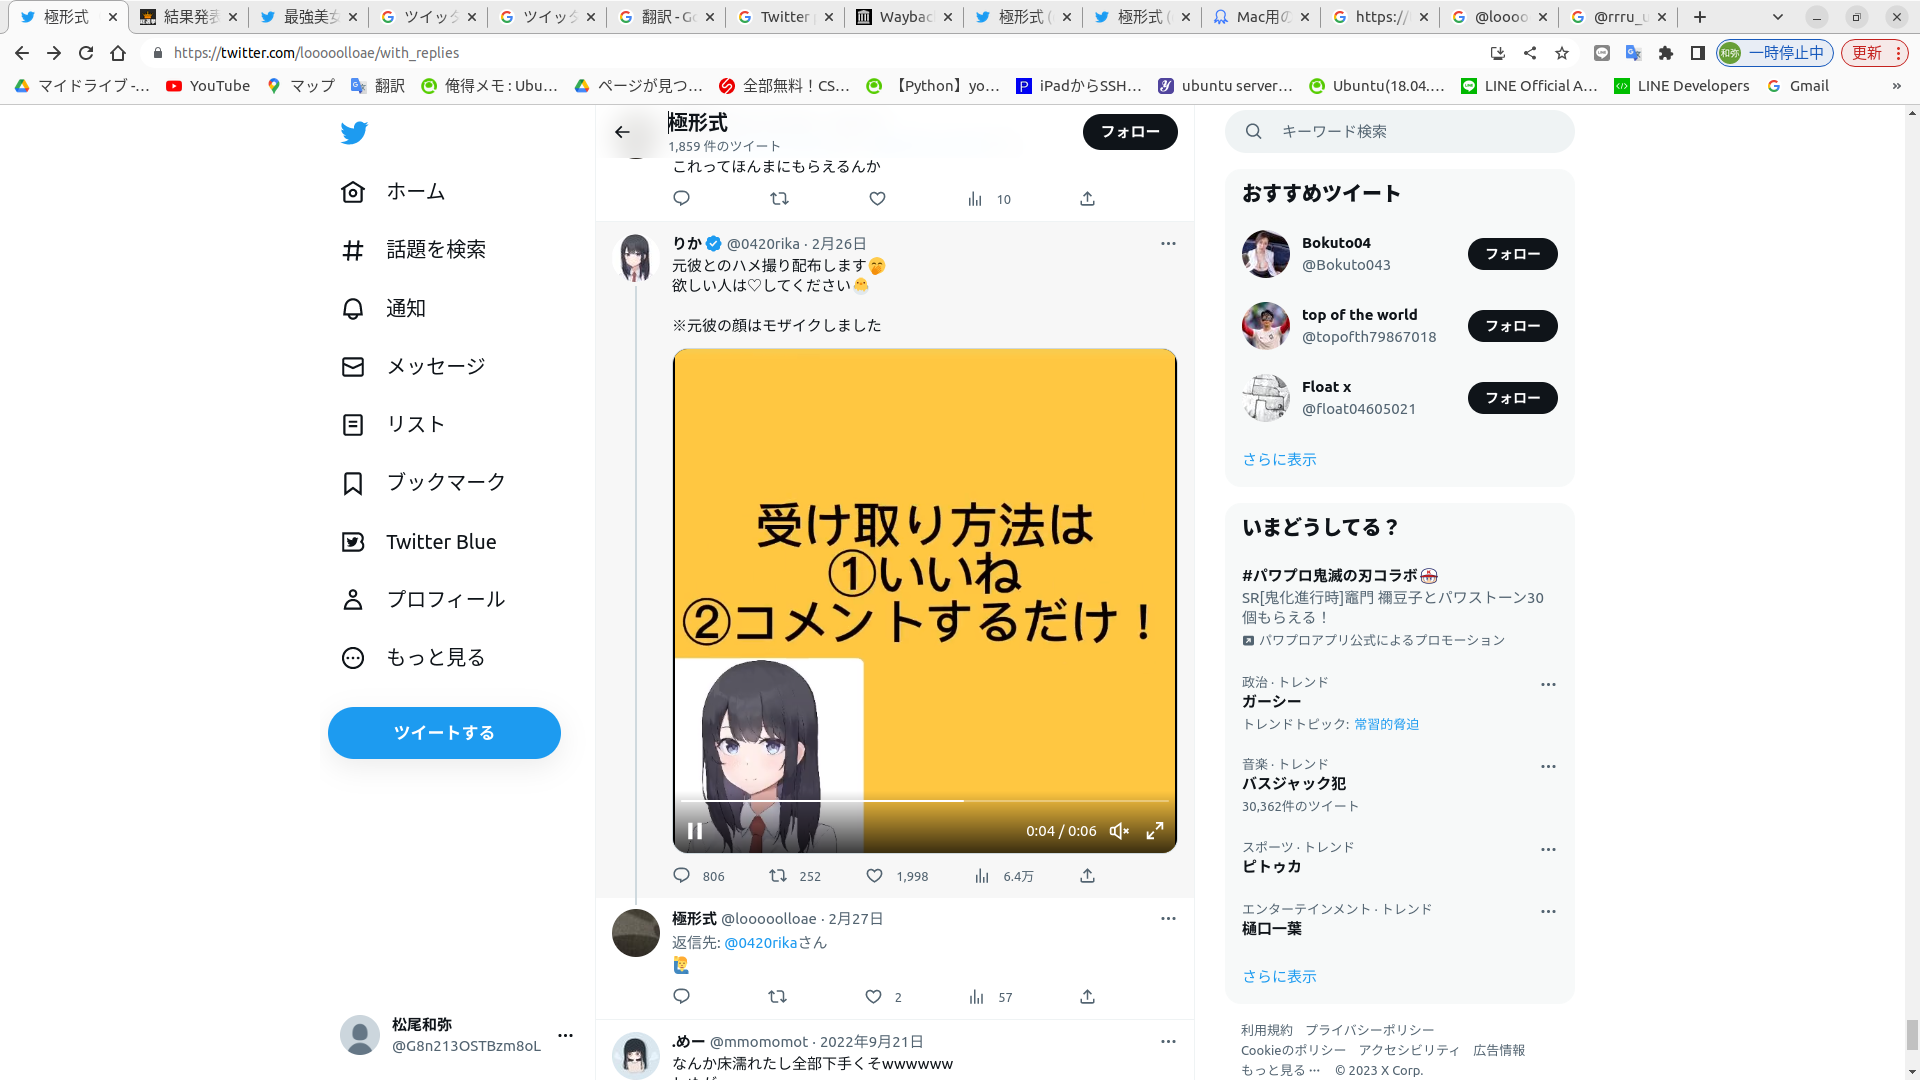 極形式
結果発表
最強美女
ツイッタ
ツイッタ
翻訳 - Go
Twitter
Wayback
極形式 (
極形式 (
Mac用の
https://
@loooo
@rrru_u
https://twitter.com/looooolloae/with_replies
和弥
一時停止中
更新
マイドライブ -...
YouTube
マップ
翻訳
俺得メモ : Ubu...
ページが見つ...
全部無料！CS...
【Python】yo...
iPadからSSH...
ubuntu server...
Ubuntu(18.04....
LINE Official A...
LINE Developers
Gmail
»
ホーム
話題を検索
通知
メッセージ
リスト
ブックマーク
Twitter Blue
プロフィール
もっと見る
ツイートする
松尾和弥
@G8n213OSTBzm8oL
極形式
1,859 件のツイート
フォロー
これってほんまにもらえるんか
10
りか @0420rika · 2月26日
元彼とのハメ撮り配布します🤭
欲しい人は♡してください🐣
※元彼の顔はモザイクしました
受け取り方法は
①いいね
②コメントするだけ！
0:04 / 0:06
806 252 1,998 6.4万
極形式 @looooolloae · 2月27日
返信先: @0420rikaさん
🙋‍♂️
2 57
.めー @mmomomot · 2022年9月21日
なんか床濡れたし全部下手くそwwwwww
キーワード検索
おすすめツイート
Bokuto04
@Bokuto043
フォロー
top of the world
@topofth79867018
フォロー
Float x
@float04605021
フォロー
さらに表示
いまどうしてる？
#パワプロ鬼滅の刃コラボ
SR[鬼化進行時]竈門 禰豆子とパワストーン30
個もらえる！
パワプロアプリ公式によるプロモーション
政治 · トレンド
ガーシー
トレンドトピック: 常習的脅迫
音楽 · トレンド
バスジャック犯
30,362件のツイート
スポーツ · トレンド
ピトゥカ
エンターテインメント · トレンド
樋口一葉
さらに表示
利用規約 プライバシーポリシー
Cookieのポリシー アクセシビリティ 広告情報
もっと見る ··· © 2023 X Corp.